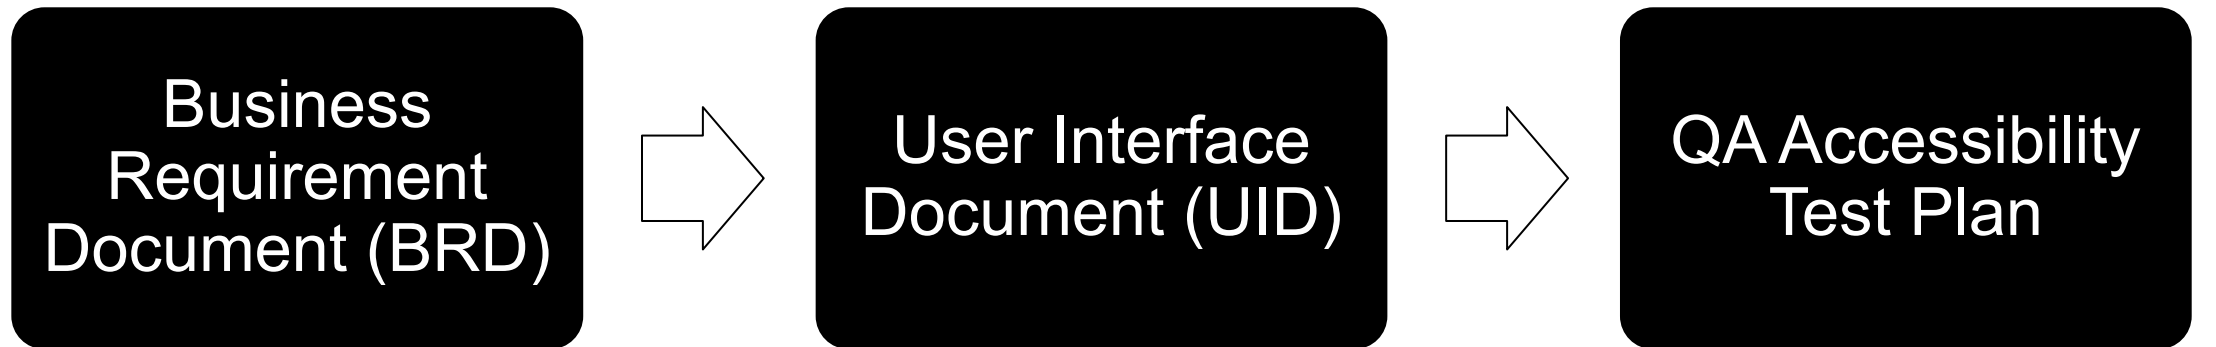 Business
Requirement
Document (BRD)
User Interface
Document (UID)
QA Accessibility
Test Plan